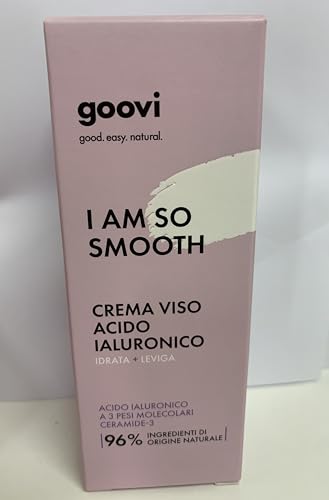 goovi
good. easy. natural.
I AM SO
SMOOTH
CREMA VISO
ACIDO
IALURONICO
IDRATA + LEVIGA
ACIDO IALURONICO
A 3 PESI MOLECOLARI
CERAMIDE-3
96% INGREDIENTI DI
ORIGINE NATURALE